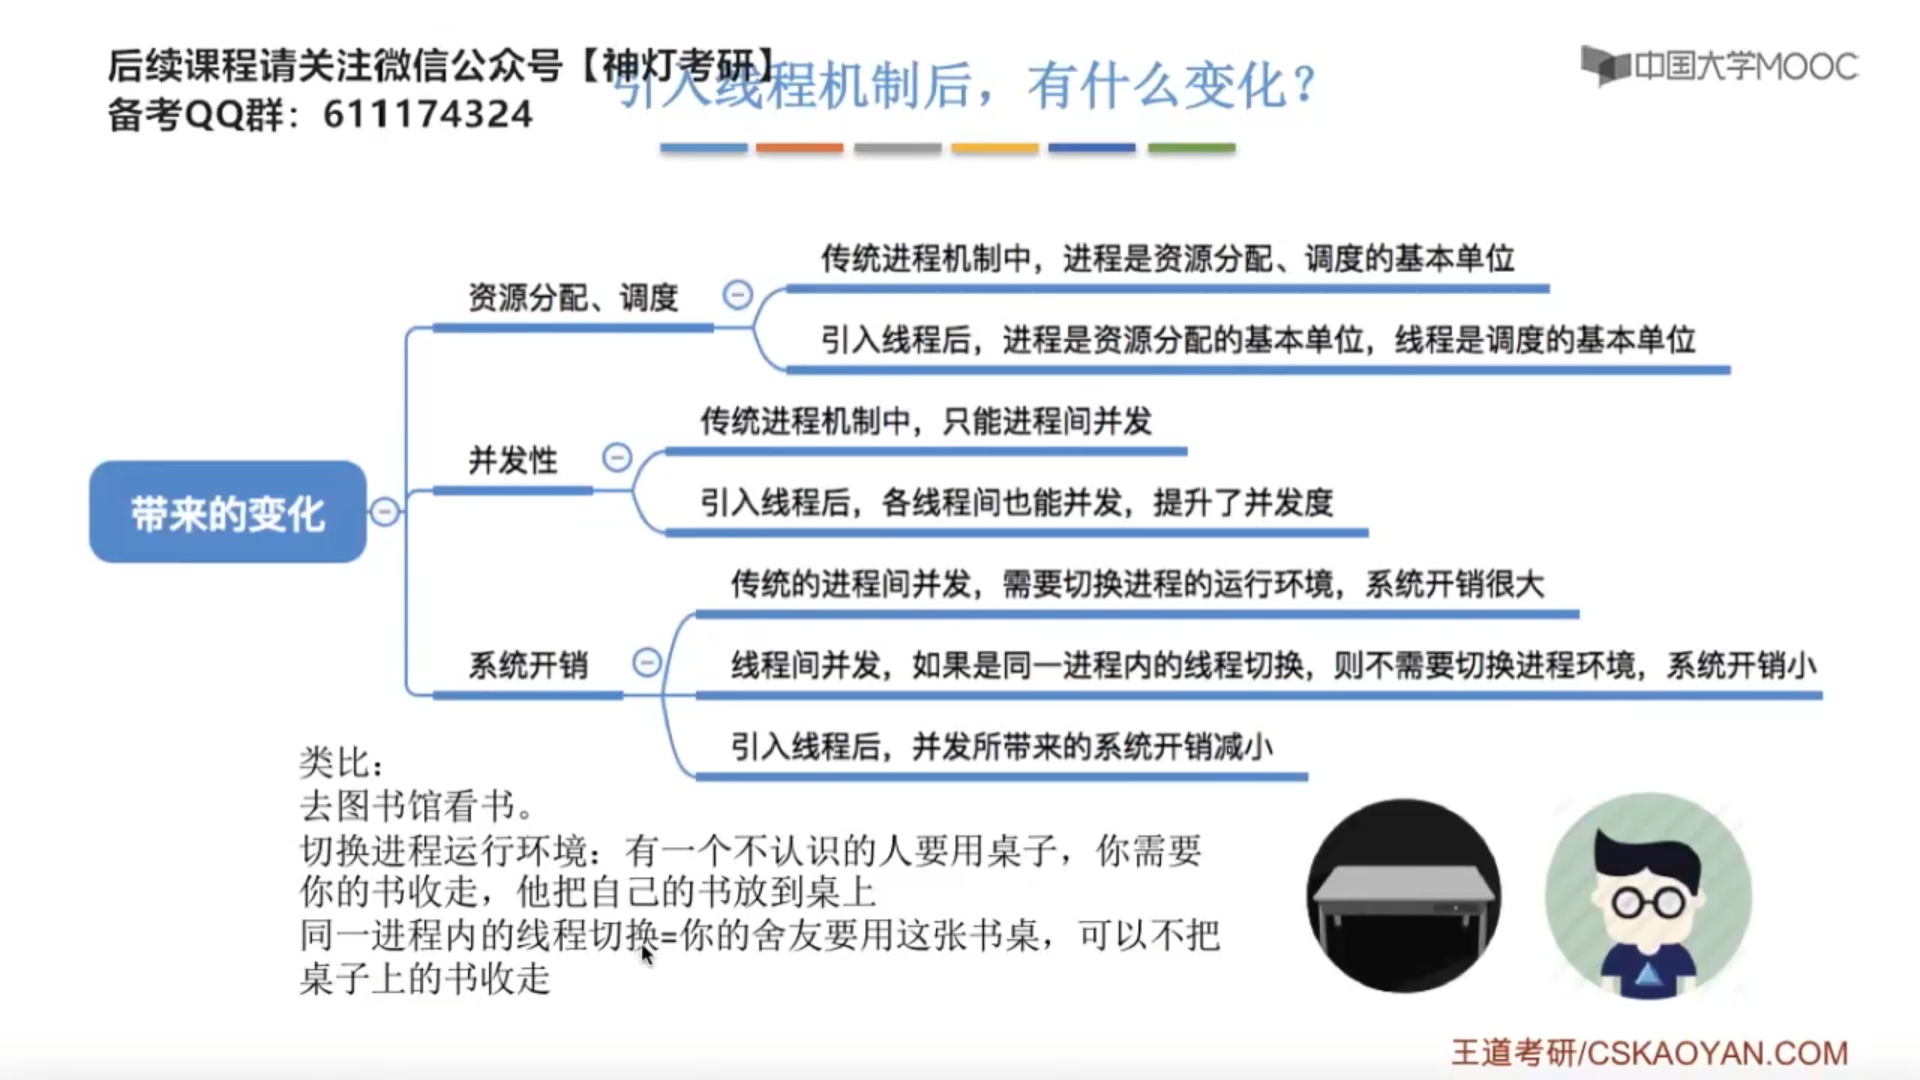 后续课程请关注微信公众号【神灯考研】
备考QQ群：611174324
引入线程机制后，有什么变化？
中国大学MOOC
带来的变化
资源分配、调度
传统进程机制中，进程是资源分配、调度的基本单位
引入线程后，进程是资源分配的基本单位，线程是调度的基本单位
并发性
传统进程机制中，只能进程间并发
引入线程后，各线程间也能并发，提升了并发度
系统开销
传统的进程间并发，需要切换进程的运行环境，系统开销很大
线程间并发，如果是同一进程内的线程切换，则不需要切换进程环境，系统开销小
引入线程后，并发所带来的系统开销减小
类比：
去图书馆看书。
切换进程运行环境：有一个不认识的人要用桌子，你需要
你的书收走，他把自己的书放到桌上
同一进程内的线程切换=你的舍友要用这张书桌，可以不把
桌子上的书收走
王道考研/CSKAOYAN.COM